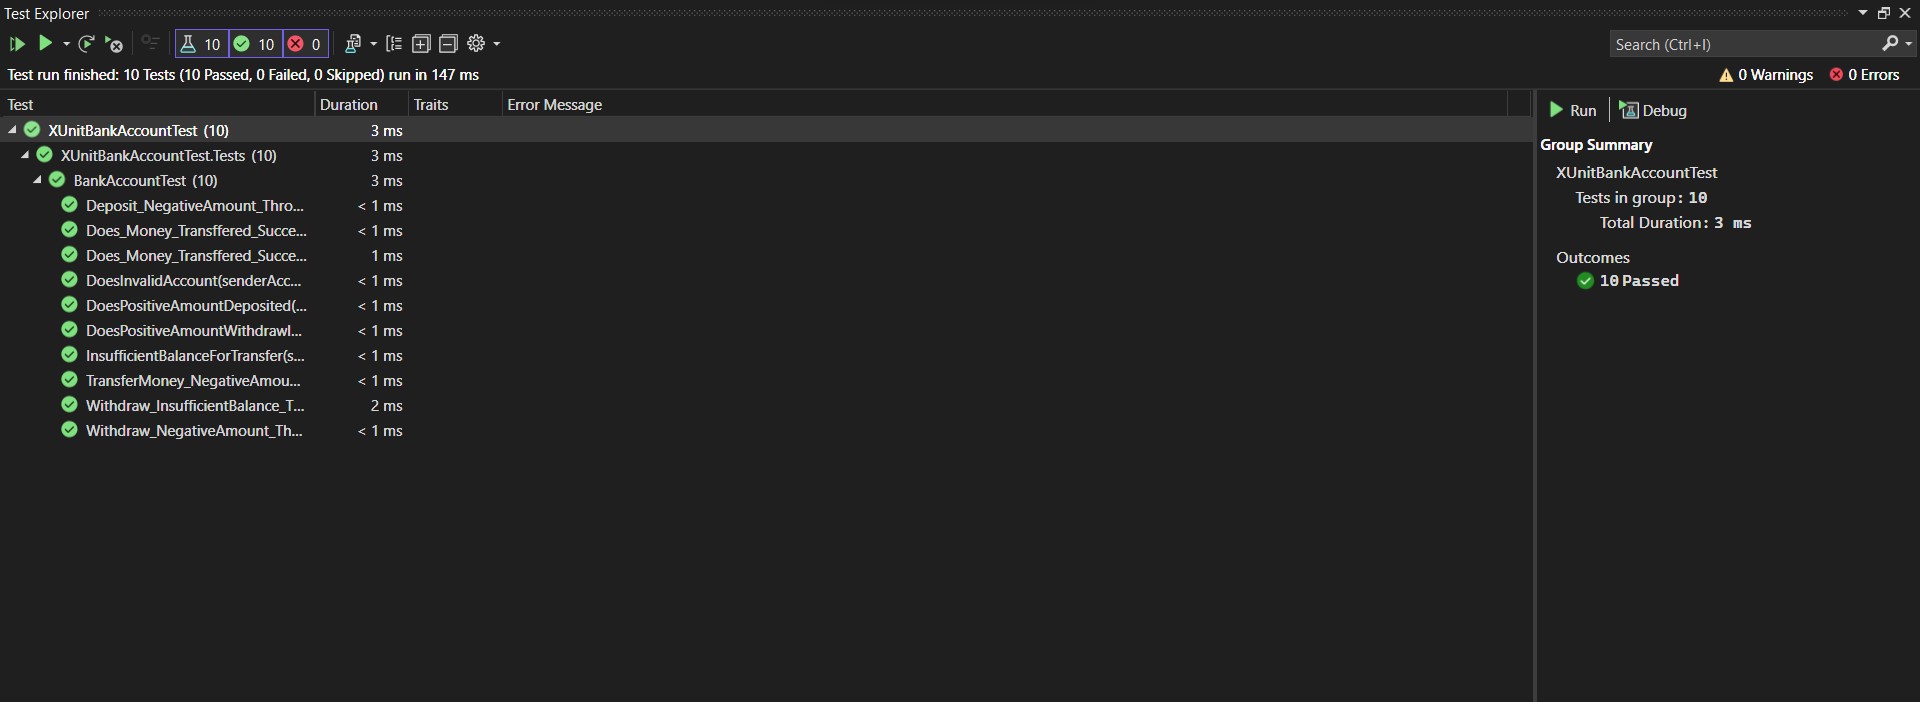 Test Explorer
10 10 0
Search (Ctrl+I)
Test run finished: 10 Tests (10 Passed, 0 Failed, 0 Skipped) run in 147 ms
0 Warnings 0 Errors
Test Duration Traits Error Message
XUnitBankAccountTest (10) 3 ms
XUnitBankAccountTest.Tests (10) 3 ms
BankAccountTest (10) 3 ms
Deposit_NegativeAmount_Thro... < 1 ms
Does_Money_Transffered_Succe... < 1 ms
Does_Money_Transffered_Succe... 1 ms
DoesInvalidAccount(senderAcc... < 1 ms
DoesPositiveAmountDeposited(... < 1 ms
DoesPositiveAmountWithdrawl... < 1 ms
InsufficientBalanceForTransfer(s... < 1 ms
TransferMoney_NegativeAmou... < 1 ms
Withdraw_InsufficientBalance_T... 2 ms
Withdraw_NegativeAmount_Th... < 1 ms
Run Debug
Group Summary
XUnitBankAccountTest
Tests in group: 10
Total Duration: 3 ms
Outcomes
10 Passed